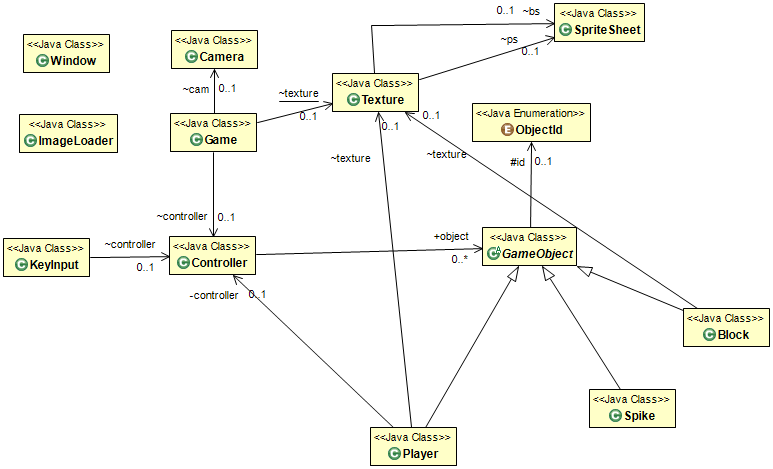 0..1 ~bs
<<Java Class>>
SpriteSheet
<<Java Class>>
Window
<<Java Class>>
Camera
~ps
0..1
~cam
0..1
~texture
0..1
<<Java Class>>
Texture
0..1
0..1
<<Java Enumeration>>
ObjectId
<<Java Class>>
ImageLoader
<<Java Class>>
Game
~texture
~texture
#id
0..1
~controller
0..1
<<Java Class>>
KeyInput
~controller
0..1
<<Java Class>>
Controller
+object
0..*
<<Java Class>>
GameObject
-controller
0..1
<<Java Class>>
Block
<<Java Class>>
Spike
<<Java Class>>
Player